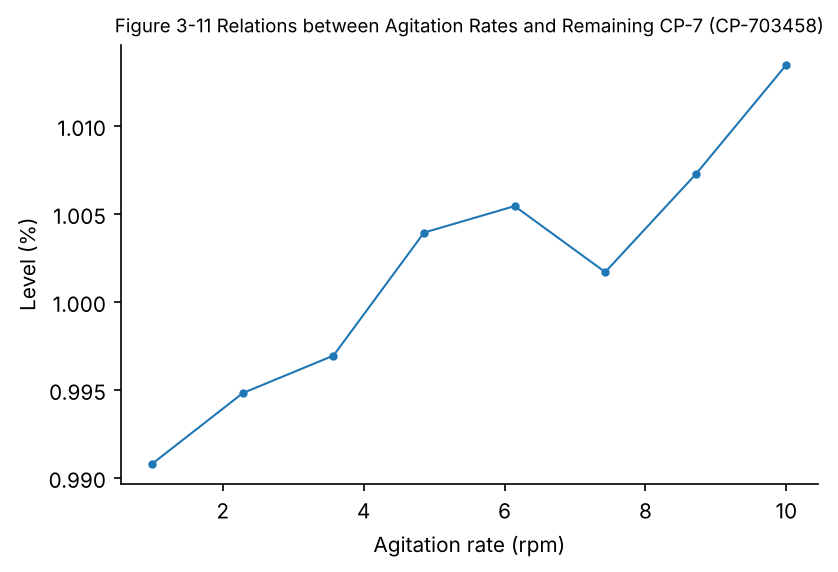 Figure 3-11 Relations between Agitation Rates and Remaining CP-7 (CP-703458)
Level (%)
1.010
1.005
1.000
0.995
0.990
2 4 6 8 10
Agitation rate (rpm)